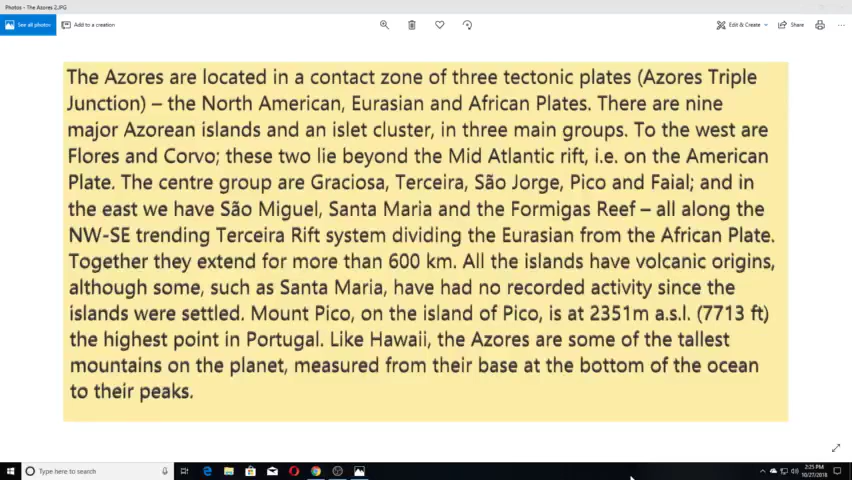 Photos - The Azores 2.JPG
See all photos
Add to a creation
Edit & Create
Share
The Azores are located in a contact zone of three tectonic plates (Azores Triple
Junction) – the North American, Eurasian and African Plates. There are nine
major Azorean islands and an islet cluster, in three main groups. To the west are
Flores and Corvo; these two lie beyond the Mid Atlantic rift, i.e. on the American
Plate. The centre group are Graciosa, Terceira, São Jorge, Pico and Faial; and in
the east we have São Miguel, Santa Maria and the Formigas Reef – all along the
NW-SE trending Terceira Rift system dividing the Eurasian from the African Plate.
Together they extend for more than 600 km. All the islands have volcanic origins,
although some, such as Santa Maria, have had no recorded activity since the
islands were settled. Mount Pico, on the island of Pico, is at 2351m a.s.l. (7713 ft)
the highest point in Portugal. Like Hawaii, the Azores are some of the tallest
mountains on the planet, measured from their base at the bottom of the ocean
to their peaks.
Type here to search
2:25 PM
10/27/2018